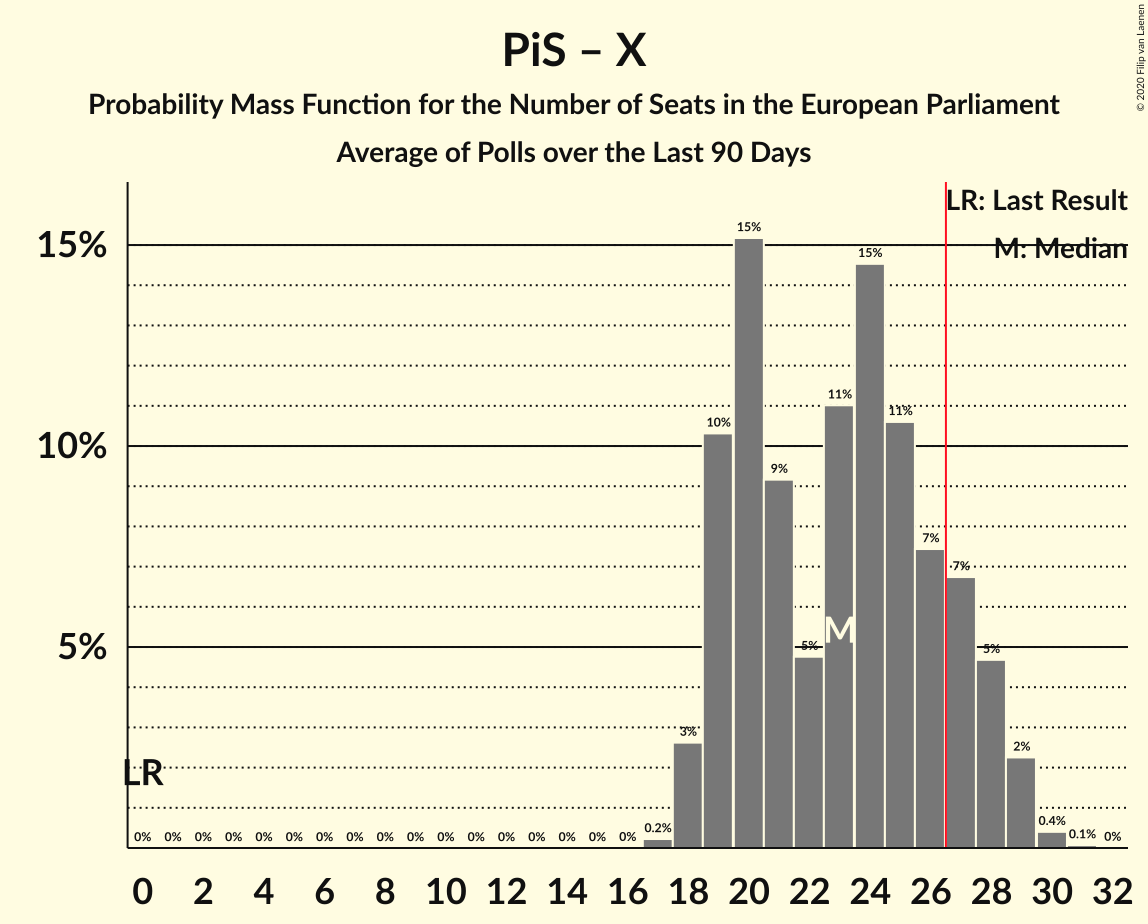 PiS – X
Probability Mass Function for the Number of Seats in the European Parliament
Average of Polls over the Last 90 Days
© 2020 Filip van Laenen
LR: Last Result
M: Median
15%
10%
5%
15%
15%
11%
11%
10%
9%
7%
7%
5%
5%
M
3%
2%
LR
0% 0% 0% 0% 0% 0% 0% 0% 0% 0% 0% 0% 0% 0% 0% 0% 0% 0.2% 0.4% 0.1% 0%
0 2 4 6 8 10 12 14 16 18 20 22 24 26 28 30 32